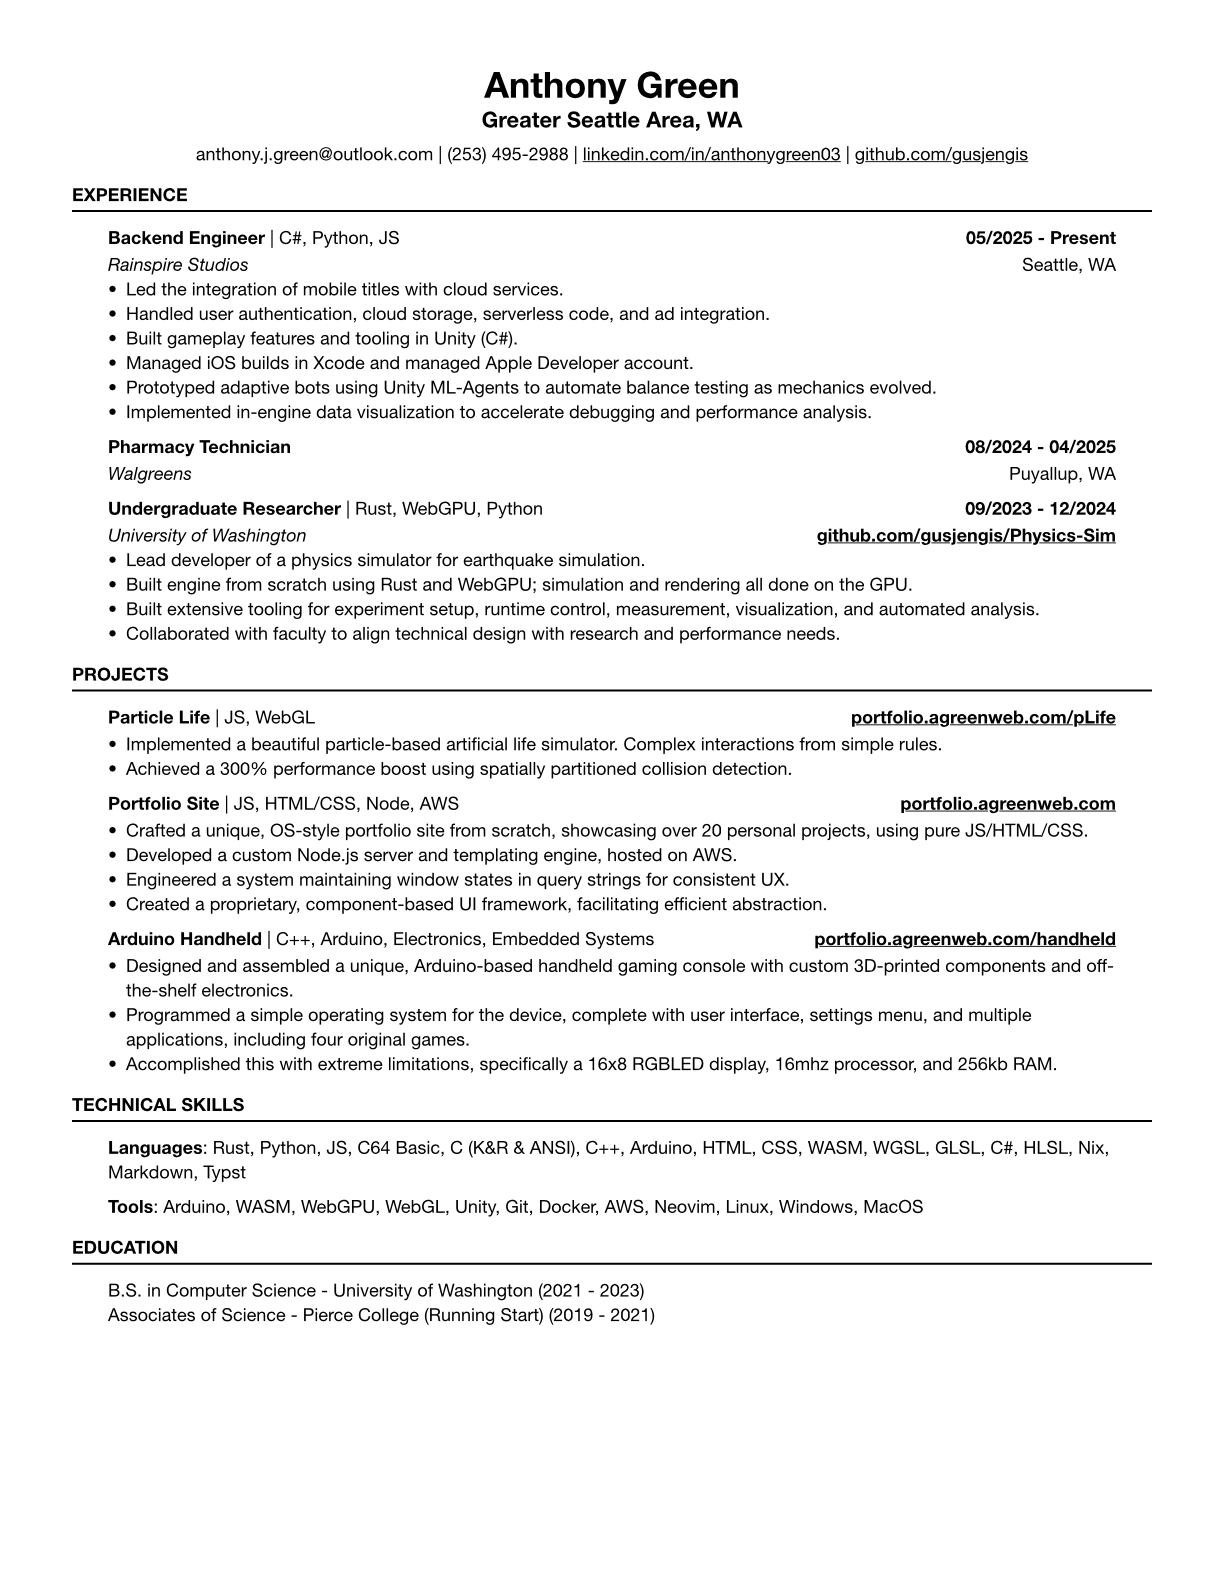 Anthony Green
Greater Seattle Area, WA
anthony.j.green@outlook.com | (253) 495-2988 | linkedin.com/in/anthonygreen03 | github.com/gusjengis
EXPERIENCE
Backend Engineer | C#, Python, JS 05/2025 - Present
Rainspire Studios Seattle, WA
• Led the integration of mobile titles with cloud services.
• Handled user authentication, cloud storage, serverless code, and ad integration.
• Built gameplay features and tooling in Unity (C#).
• Managed iOS builds in Xcode and managed Apple Developer account.
• Prototyped adaptive bots using Unity ML-Agents to automate balance testing as mechanics evolved.
• Implemented in-engine data visualization to accelerate debugging and performance analysis.
Pharmacy Technician 08/2024 - 04/2025
Walgreens Puyallup, WA
Undergraduate Researcher | Rust, WebGPU, Python 09/2023 - 12/2024
University of Washington github.com/gusjengis/Physics-Sim
• Lead developer of a physics simulator for earthquake simulation.
• Built engine from scratch using Rust and WebGPU; simulation and rendering all done on the GPU.
• Built extensive tooling for experiment setup, runtime control, measurement, visualization, and automated analysis.
• Collaborated with faculty to align technical design with research and performance needs.
PROJECTS
Particle Life | JS, WebGL portfolio.agreenweb.com/pLife
• Implemented a beautiful particle-based artificial life simulator. Complex interactions from simple rules.
• Achieved a 300% performance boost using spatially partitioned collision detection.
Portfolio Site | JS, HTML/CSS, Node, AWS portfolio.agreenweb.com
• Crafted a unique, OS-style portfolio site from scratch, showcasing over 20 personal projects, using pure JS/HTML/CSS.
• Developed a custom Node.js server and templating engine, hosted on AWS.
• Engineered a system maintaining window states in query strings for consistent UX.
• Created a proprietary, component-based UI framework, facilitating efficient abstraction.
Arduino Handheld | C++, Arduino, Electronics, Embedded Systems portfolio.agreenweb.com/handheld
• Designed and assembled a unique, Arduino-based handheld gaming console with custom 3D-printed components and off-
the-shelf electronics.
• Programmed a simple operating system for the device, complete with user interface, settings menu, and multiple
applications, including four original games.
• Accomplished this with extreme limitations, specifically a 16x8 RGBLED display, 16mhz processor, and 256kb RAM.
TECHNICAL SKILLS
Languages: Rust, Python, JS, C64 Basic, C (K&R & ANSI), C++, Arduino, HTML, CSS, WASM, WGSL, GLSL, C#, HLSL, Nix,
Markdown, Typst
Tools: Arduino, WASM, WebGPU, WebGL, Unity, Git, Docker, AWS, Neovim, Linux, Windows, MacOS
EDUCATION
B.S. in Computer Science - University of Washington (2021 - 2023)
Associates of Science - Pierce College (Running Start) (2019 - 2021)